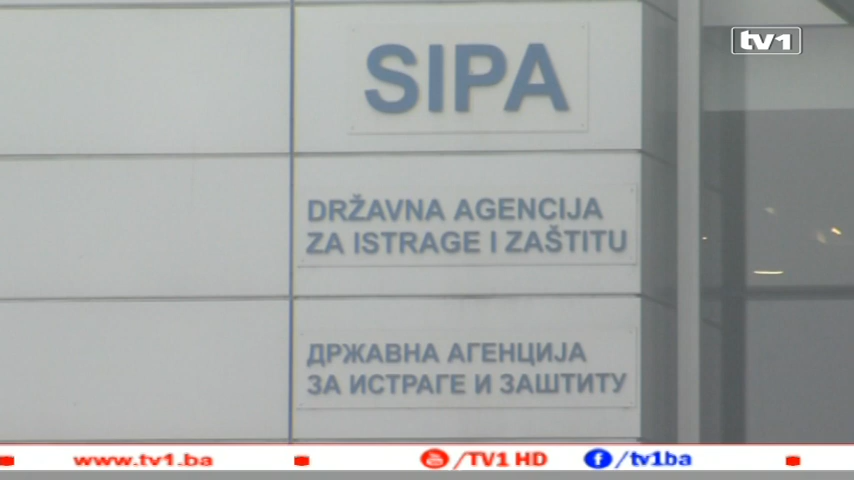 tv1
SIPA
DRŽAVNA AGENCIJA
ZA ISTRAGE I ZAŠTITU
ДРЖАВНА АГЕНЦИЈА
ЗА ИСТРАГЕ И ЗАШТИТУ
www.tv1.ba /TV1 HD f /tv1ba